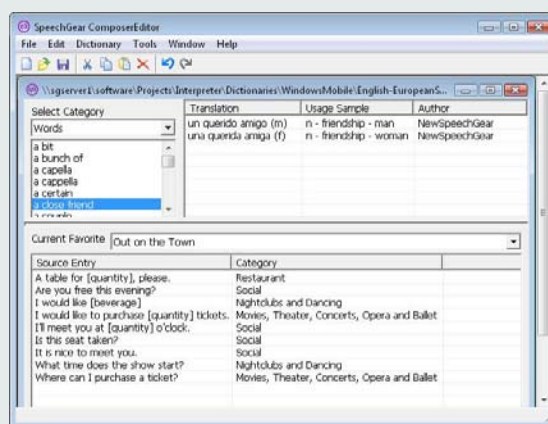 SpeechGear ComposerEditor
File Edit Dictionary Tools Window Help
\\sgserver1\software\Projects\Interpreter\Dictionaries\WindowsMobile\English-EuropeanS...
Select Category
Words
a bit
a bunch of
a capella
a cappella
a certain
a close friend
a couple
Translation Usage Sample Author
un querido amigo (m) n - friendship - man NewSpeechGear
una querida amiga (f) n - friendship - woman NewSpeechGear
Current Favorite Out on the Town
Source Entry Category
A table for [quantity], please. Restaurant
Are you free this evening? Social
I would like [beverage] Nightclubs and Dancing
I would like to purchase [quantity] tickets. Movies, Theater, Concerts, Opera and Ballet
I'll meet you at [quantity] o'clock. Social
Is this seat taken? Social
It is nice to meet you. Social
What time does the show start? Nightclubs and Dancing
Where can I purchase a ticket? Movies, Theater, Concerts, Opera and Ballet